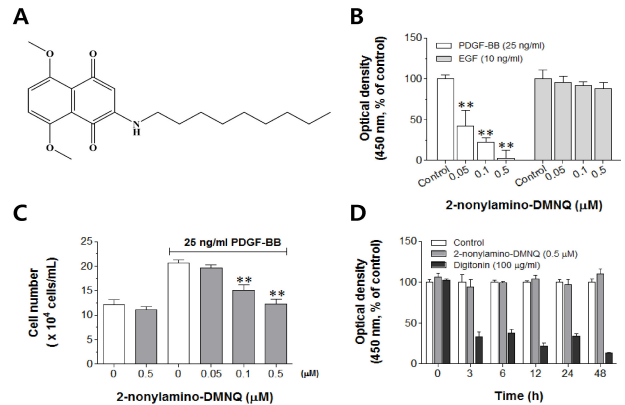 A
O
O
O
O
N
H
B
Optical density
(450 nm, % of control)
150
100
50
0
PDGF-BB (25 ng/ml)
EGF (10 ng/ml)
**
**
**
Control
0.05
0.1
0.5
Control
0.05
0.1
0.5
2-nonylamino-DMNQ (μM)
C
Cell number
( x 10⁴ cells/mL)
25
20
15
10
5
0
25 ng/ml PDGF-BB
**
**
0
0.5
0
0.05
0.1
0.5
(μM)
2-nonylamino-DMNQ (μM)
D
Optical density
(450 nm, % of control)
150
100
50
0
Control
2-nonylamino-DMNQ (0.5 μM)
Digitonin (100 μg/ml)
0
3
6
12
24
48
Time (h)